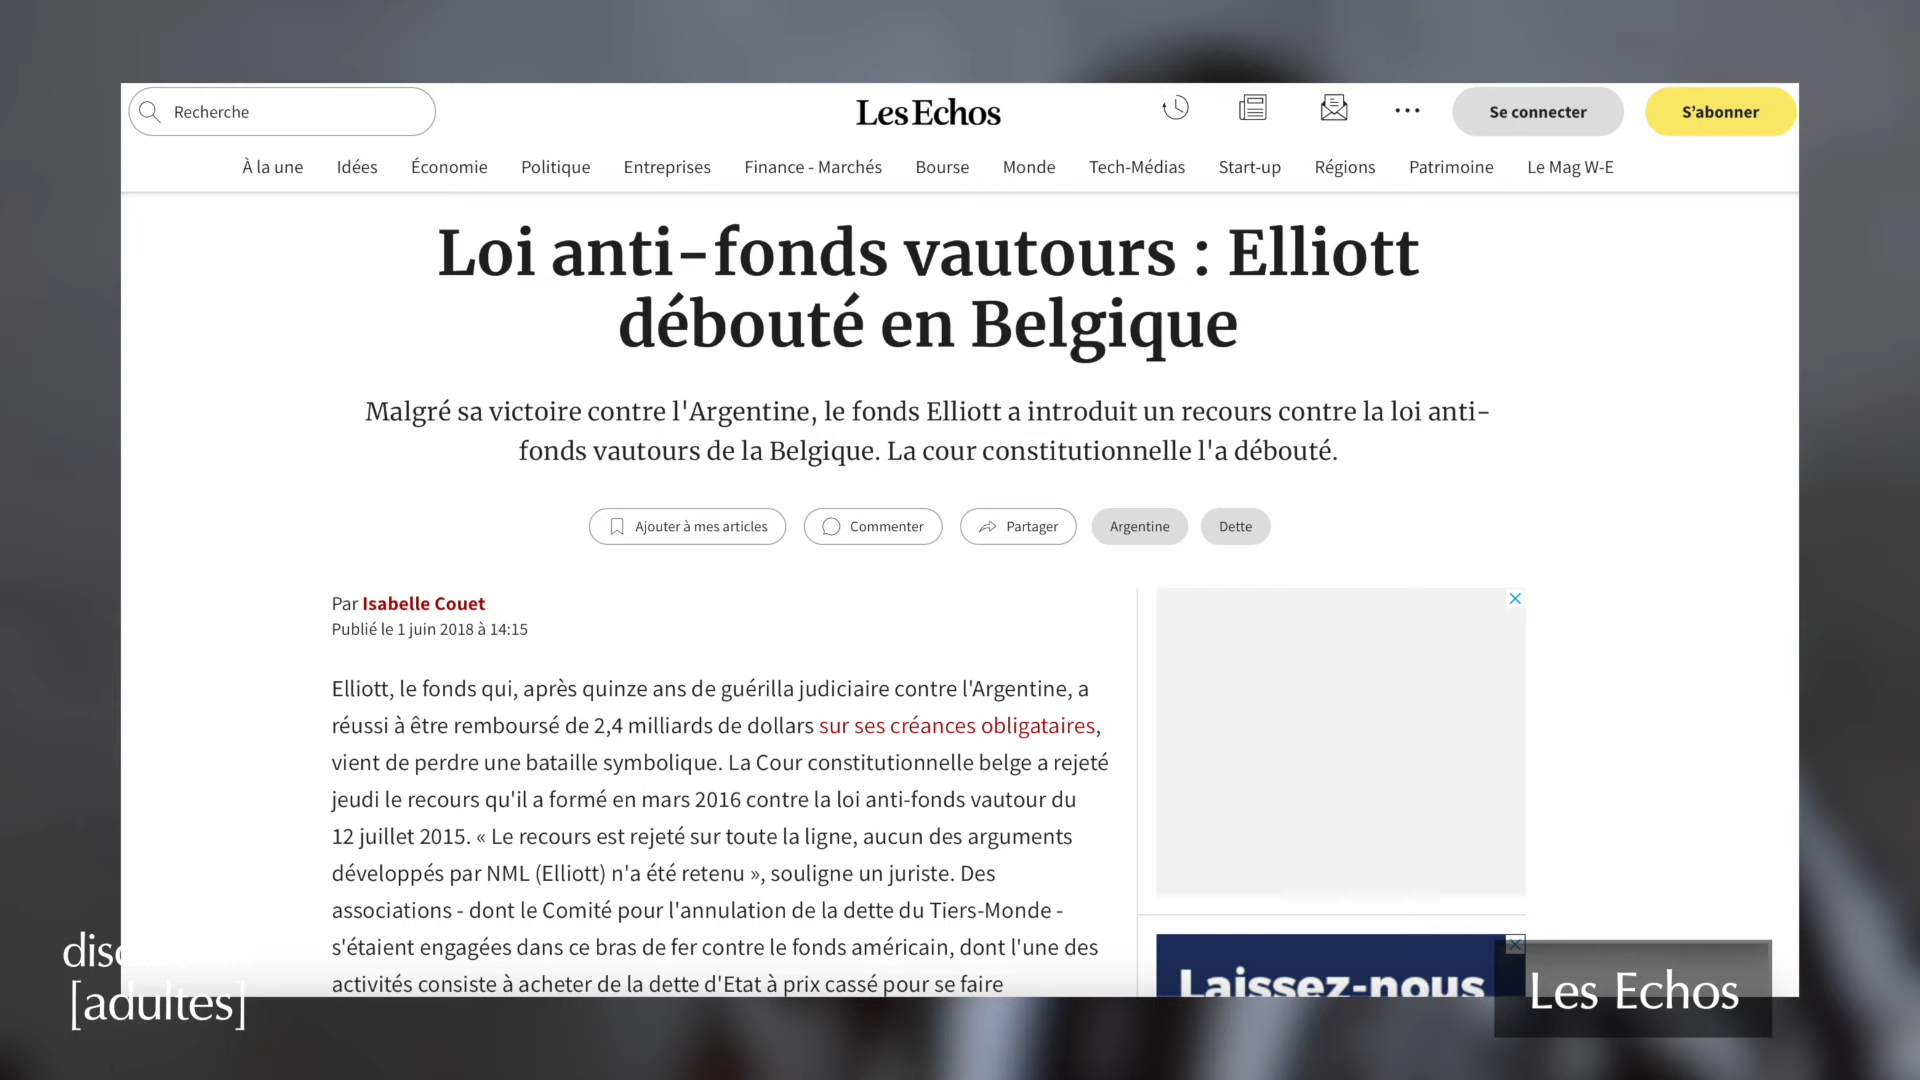 Recherche
Les Echos
Se connecter
S'abonner
À la une Idées Économie Politique Entreprises Finance - Marchés Bourse Monde Tech-Médias Start-up Régions Patrimoine Le Mag W-E
Loi anti-fonds vautours : Elliott
débouté en Belgique
Malgré sa victoire contre l'Argentine, le fonds Elliott a introduit un recours contre la loi anti-
fonds vautours de la Belgique. La cour constitutionnelle l'a débouté.
Ajouter à mes articles Commenter Partager Argentine Dette
Par Isabelle Couet
Publié le 1 juin 2018 à 14:15
Elliott, le fonds qui, après quinze ans de guérilla judiciaire contre l'Argentine, a
réussi à être remboursé de 2,4 milliards de dollars sur ses créances obligataires,
vient de perdre une bataille symbolique. La Cour constitutionnelle belge a rejeté
jeudi le recours qu'il a formé en mars 2016 contre la loi anti-fonds vautour du
12 juillet 2015. « Le recours est rejeté sur toute la ligne, aucun des arguments
développés par NML (Elliott) n'a été retenu », souligne un juriste. Des
associations - dont le Comité pour l'annulation de la dette du Tiers-Monde -
s'étaient engagées dans ce bras de fer contre le fonds américain, dont l'une des
activités consiste à acheter de la dette d'Etat à prix cassé pour se faire
Laissez-nous
[adultes]
Les Echos